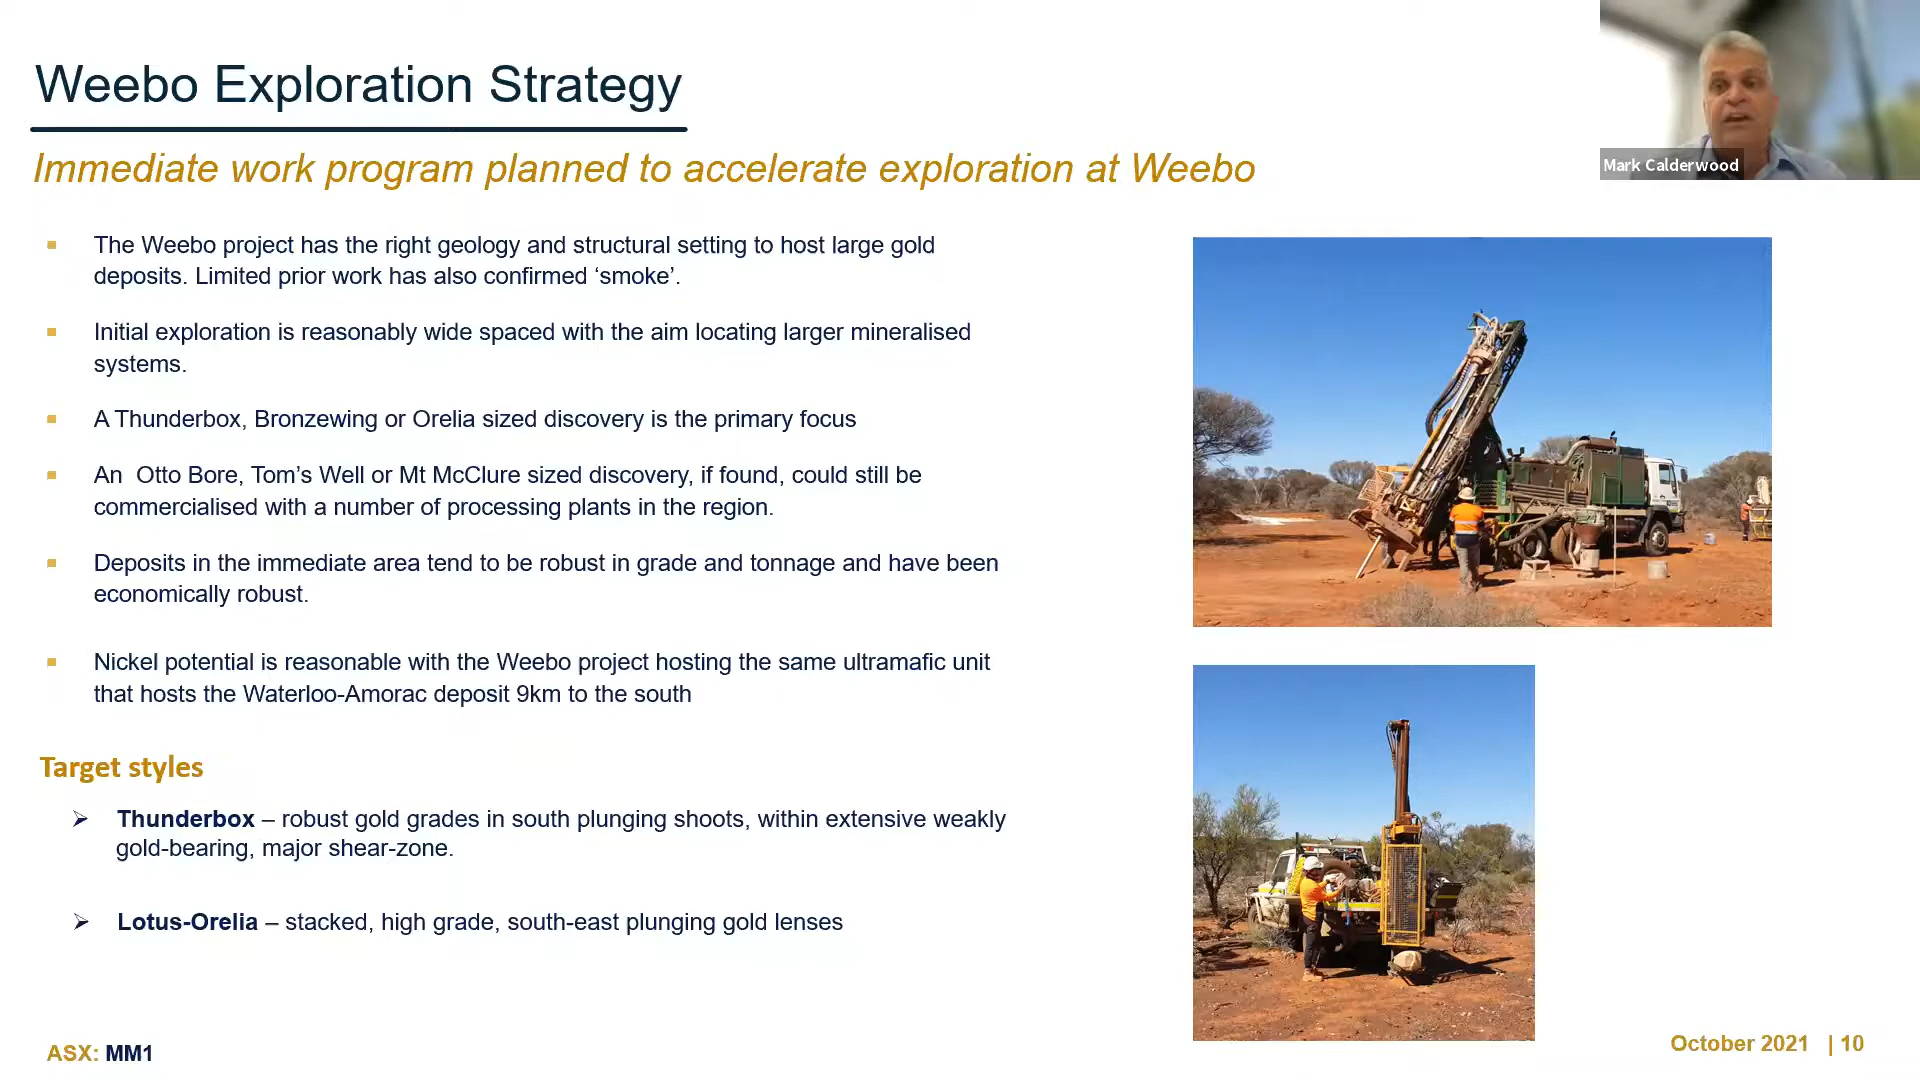 Weebo Exploration Strategy
Immediate work program planned to accelerate exploration at Weebo
Mark Calderwood
The Weebo project has the right geology and structural setting to host large gold
deposits. Limited prior work has also confirmed ‘smoke’.
Initial exploration is reasonably wide spaced with the aim locating larger mineralised
systems.
A Thunderbox, Bronzewing or Orelia sized discovery is the primary focus
An  Otto Bore, Tom’s Well or Mt McClure sized discovery, if found, could still be
commercialised with a number of processing plants in the region.
Deposits in the immediate area tend to be robust in grade and tonnage and have been
economically robust.
Nickel potential is reasonable with the Weebo project hosting the same ultramafic unit
that hosts the Waterloo-Amorac deposit 9km to the south
Target styles
Thunderbox – robust gold grades in south plunging shoots, within extensive weakly
gold-bearing, major shear-zone.
Lotus-Orelia – stacked, high grade, south-east plunging gold lenses
ASX: MM1
October 2021 | 10